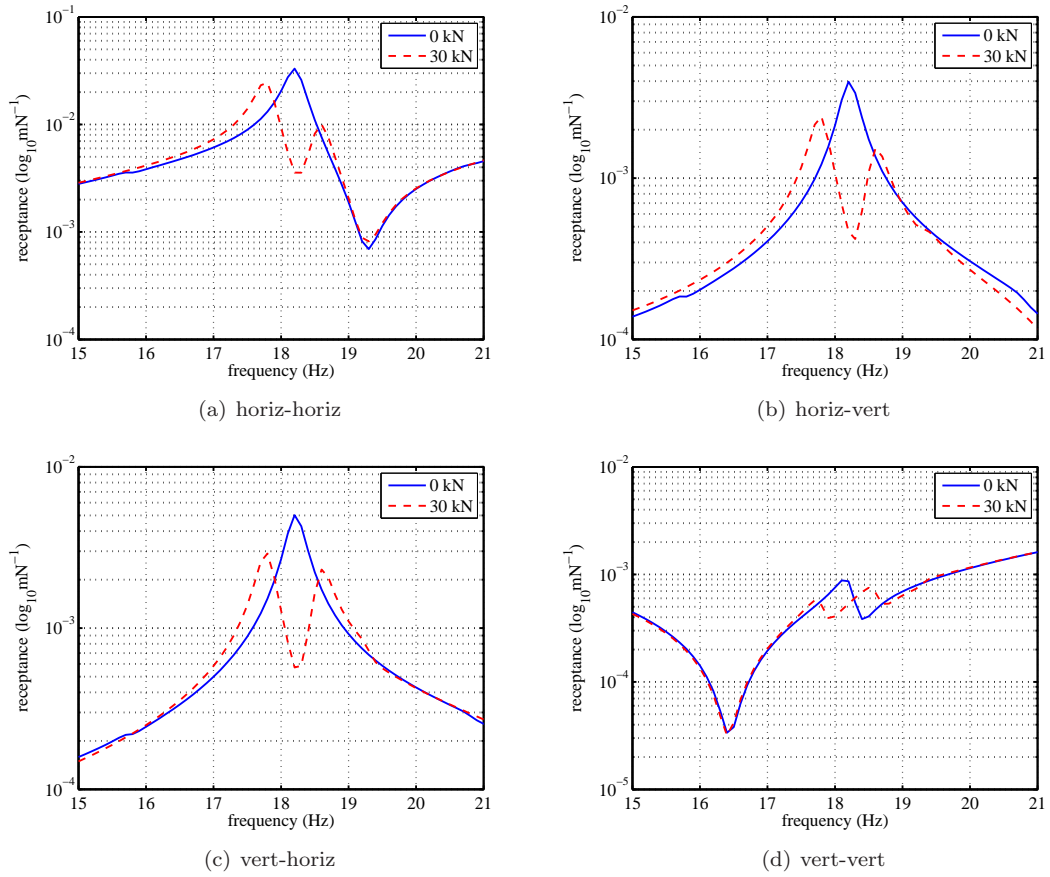 10⁻¹
10⁻²
10⁻³
10⁻⁴
receptance (log₁₀mN⁻¹)
0 kN
30 kN
15 16 17 18 19 20 21
frequency (Hz)
(a) horiz-horiz
10⁻²
10⁻³
10⁻⁴
receptance (log₁₀mN⁻¹)
0 kN
30 kN
15 16 17 18 19 20 21
frequency (Hz)
(b) horiz-vert
10⁻²
10⁻³
10⁻⁴
receptance (log₁₀mN⁻¹)
0 kN
30 kN
15 16 17 18 19 20 21
frequency (Hz)
(c) vert-horiz
10⁻²
10⁻³
10⁻⁴
10⁻⁵
receptance (log₁₀mN⁻¹)
0 kN
30 kN
15 16 17 18 19 20 21
frequency (Hz)
(d) vert-vert